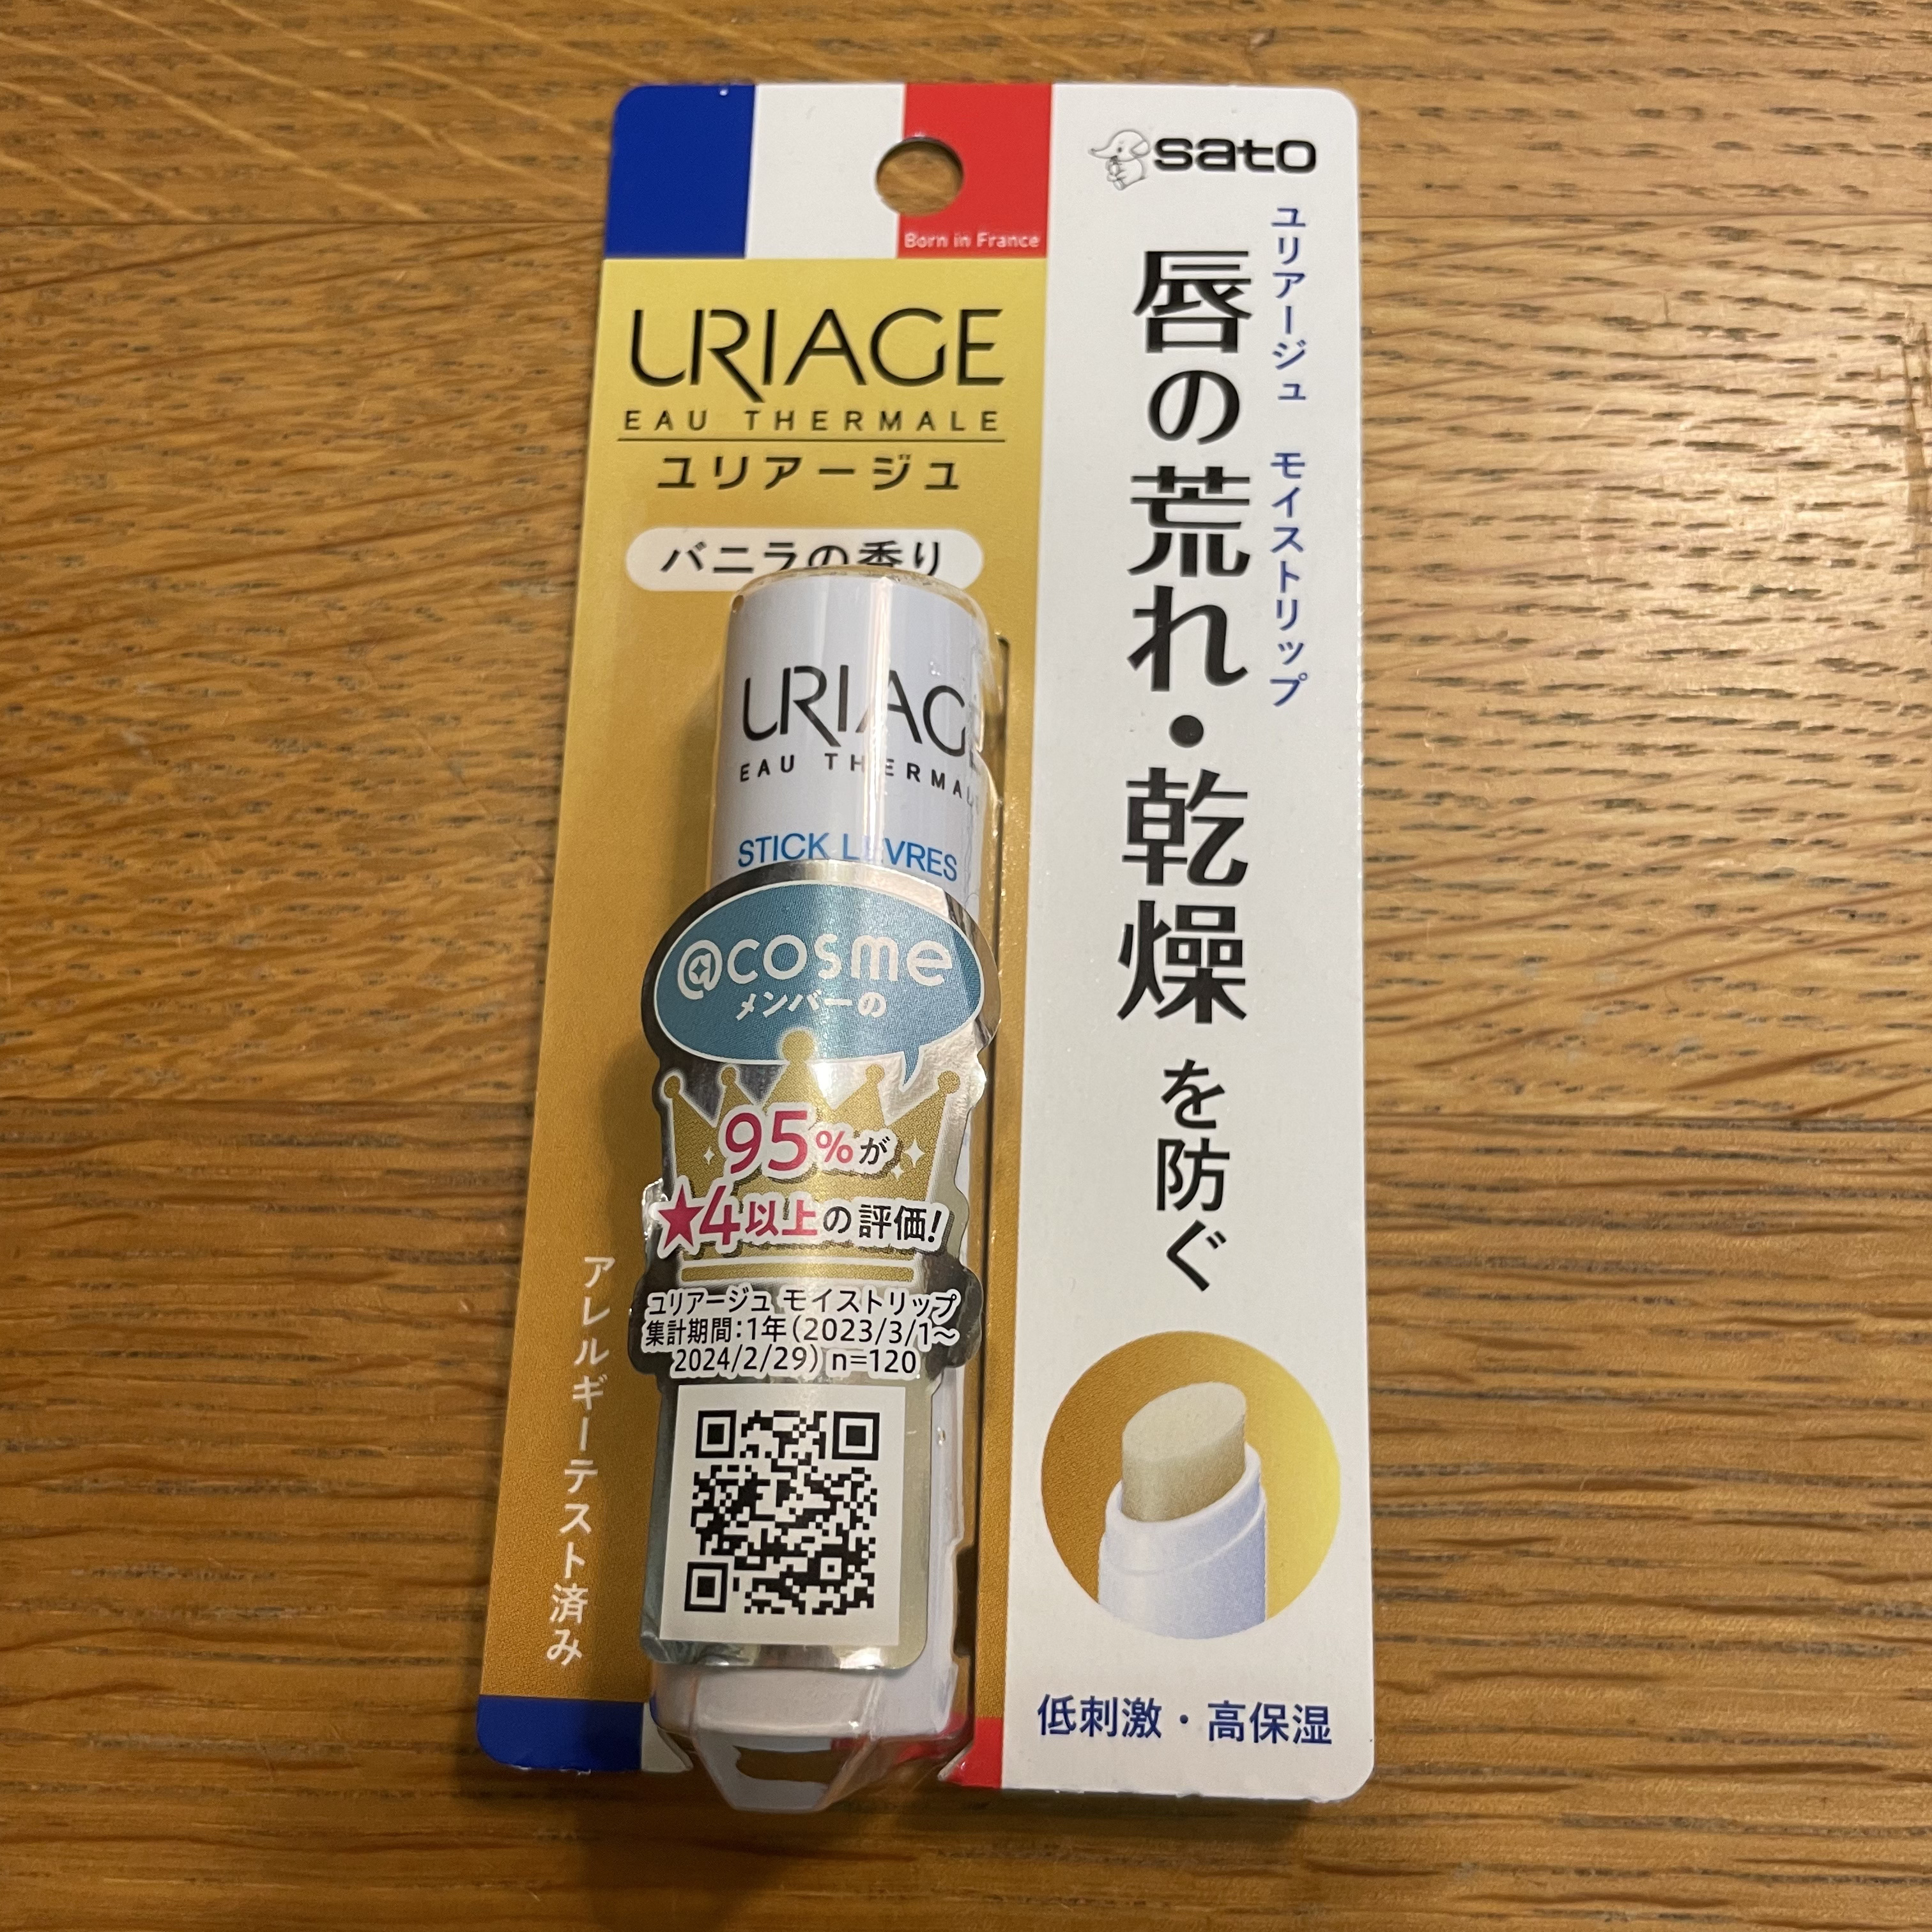 Born in France
URIAGE
EAU THERMALE
ユリアージュ
バニラの香り
URIAGE
EAU THERMAL
STICK LÈVRES
@cosme
メンバーの
95%が
★4以上の評価!
ユリアージュ モイストリップ
集計期間:1年(2023/3/1～
2024/2/29) n=120
アレルギーテスト済み
sato
ユリアージュ モイストリップ
唇の荒れ・乾燥を防ぐ
低刺激・高保湿